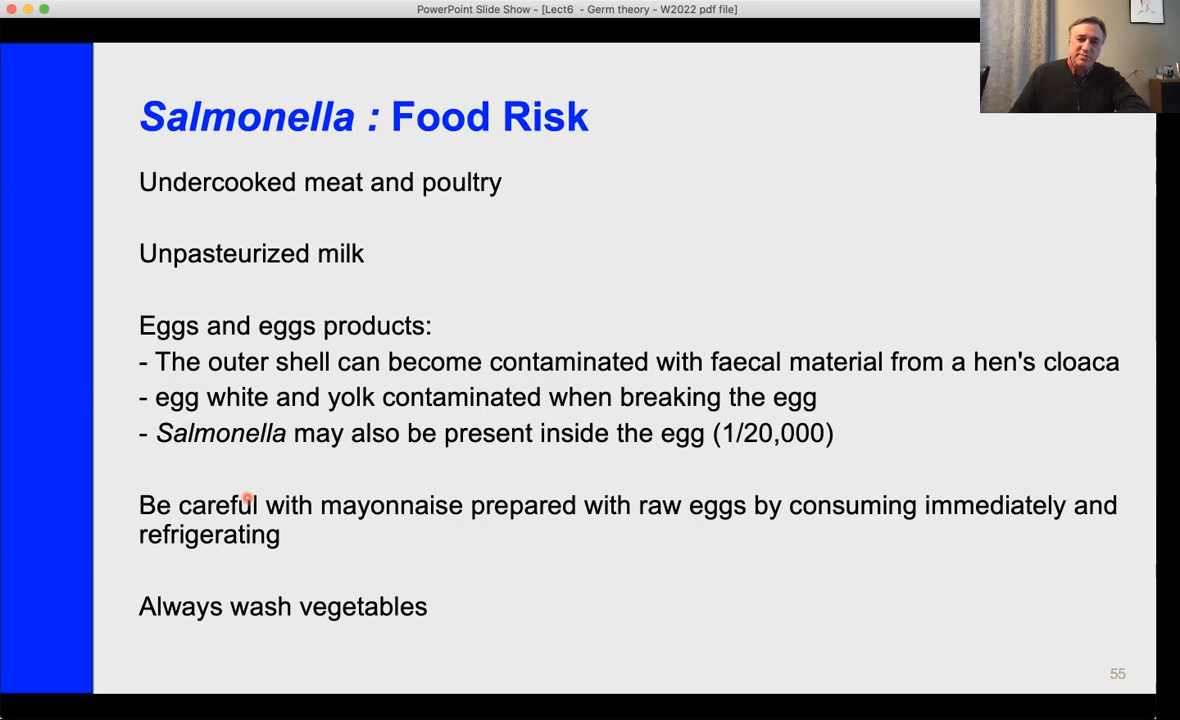 PowerPoint Slide Show - [Lect6 - Germ theory - W2022 pdf file]
Salmonella : Food Risk
Undercooked meat and poultry
Unpasteurized milk
Eggs and eggs products:
- The outer shell can become contaminated with faecal material from a hen's cloaca
- egg white and yolk contaminated when breaking the egg
- Salmonella may also be present inside the egg (1/20,000)
Be careful with mayonnaise prepared with raw eggs by consuming immediately and
refrigerating
Always wash vegetables
55